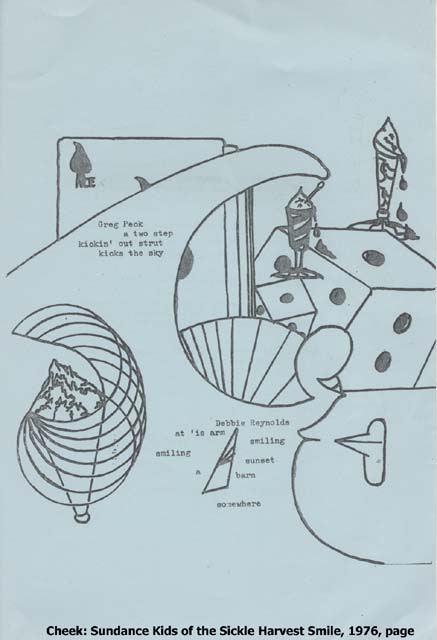 ACE
Greg Peck
a two step
kickin' out strut
kicks the sky
Debbie Reynolds
at 'is arm
smiling
smiling
sunset
a
barn
somewhere
Cheek: Sundance Kids of the Sickle Harvest Smile, 1976, page